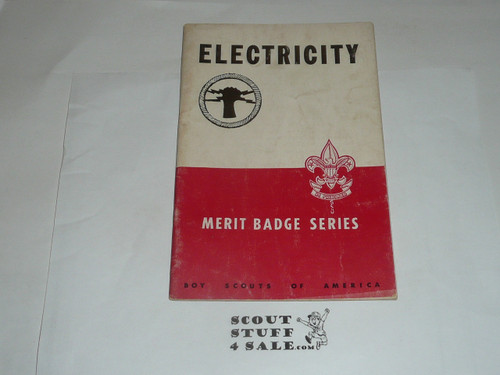 ELECTRICITY
MERIT BADGE SERIES
BOY SCOUTS OF AMERICA
SCOUT
STUFF
4 SALE.com